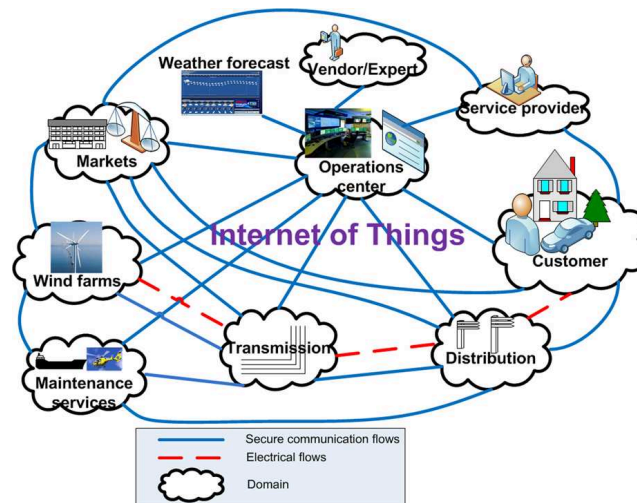 Weather forecast
Vendor/Expert
Service provider
Markets
Operations
center
Internet of Things
Customer
Wind farms
Transmission
Distribution
Maintenance
services
Secure communication flows
Electrical flows
Domain